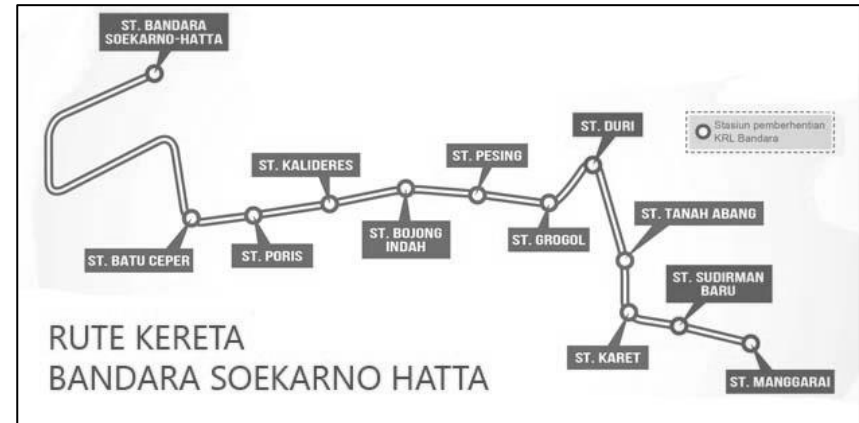 ST. BANDARA
SOEKARNO-HATTA
ST. DURI
Stasiun pemberhentian
KRL Bandara
ST. PESING
ST. KALIDERES
ST. TANAH ABANG
ST. BATU CEPER
ST. PORIS
ST. BOJONG
INDAH
ST. GROGOL
ST. SUDIRMAN
BARU
ST. KARET
ST. MANGGARAI
RUTE KERETA
BANDARA SOEKARNO HATTA